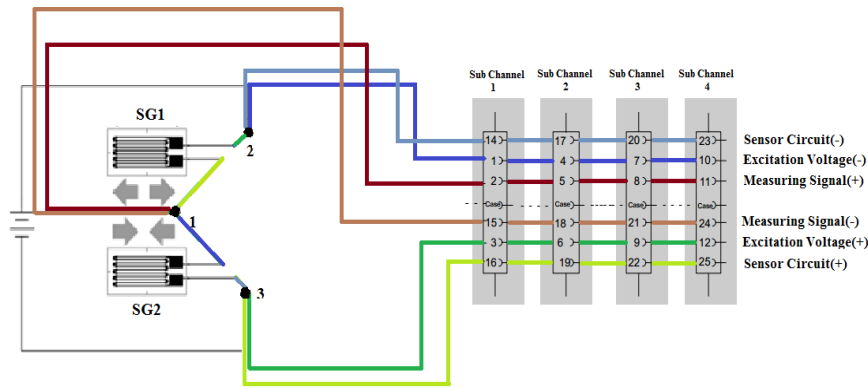 Sub Channel 1
Sub Channel 2
Sub Channel 3
Sub Channel 4
SG1
2
1
SG2
3
14 17 20 23 Sensor Circuit(-)
1 4 7 10 Excitation Voltage(-)
2 5 8 11 Measuring Signal(+)
Case Case Case Case
15 18 21 24 Measuring Signal(-)
3 6 9 12 Excitation Voltage(+)
16 19 22 25 Sensor Circuit(+)